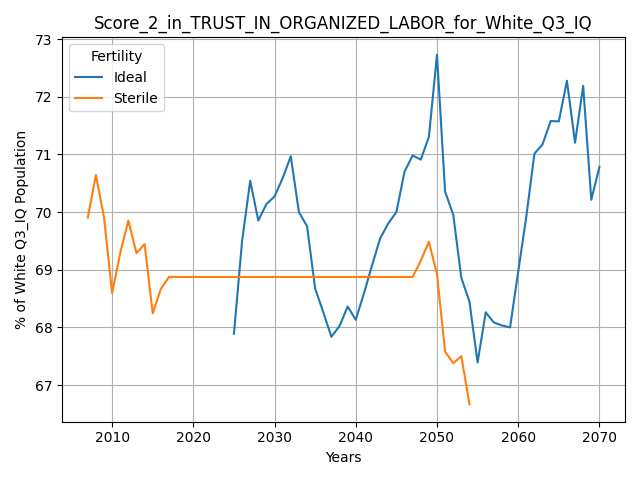 Score_2_in_TRUST_IN_ORGANIZED_LABOR_for_White_Q3_IQ
Fertility
Ideal
Sterile
% of White Q3_IQ Population
73
72
71
70
69
68
67
2010
2020
2030
2040
2050
2060
2070
Years